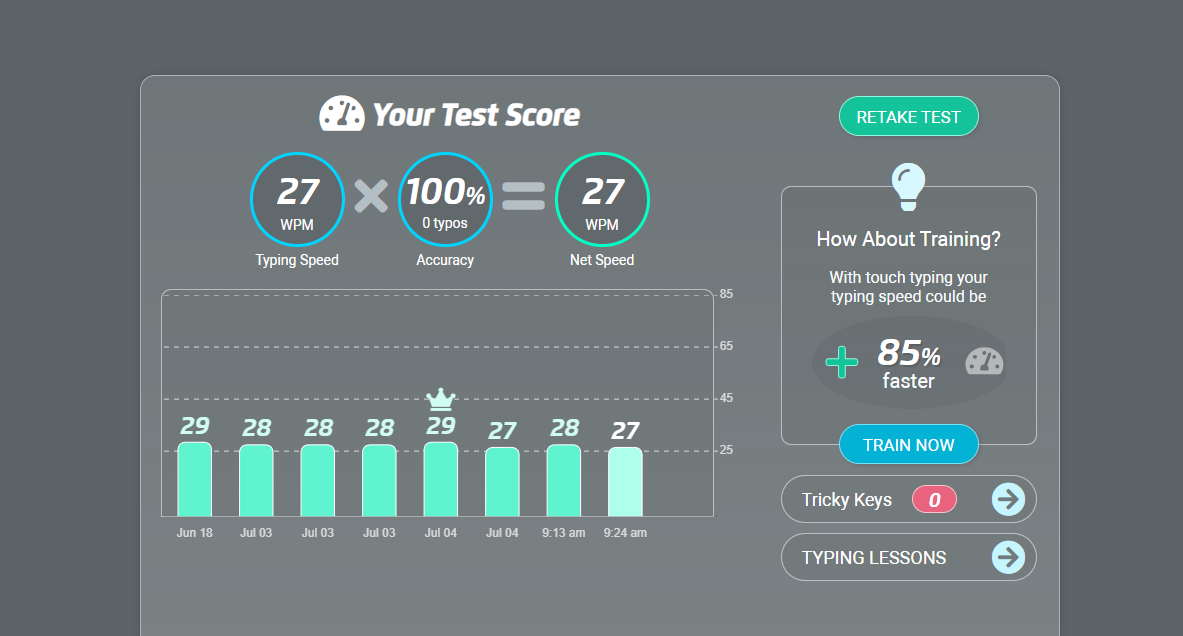 Your Test Score
27
WPM
Typing Speed
100%
0 typos
Accuracy
27
WPM
Net Speed
85
65
45
25
29
28
28
28
29
27
28
27
Jun 18
Jul 03
Jul 03
Jul 03
Jul 04
Jul 04
9:13 am
9:24 am
RETAKE TEST
How About Training?
With touch typing your
typing speed could be
85%
faster
TRAIN NOW
Tricky Keys 0
TYPING LESSONS